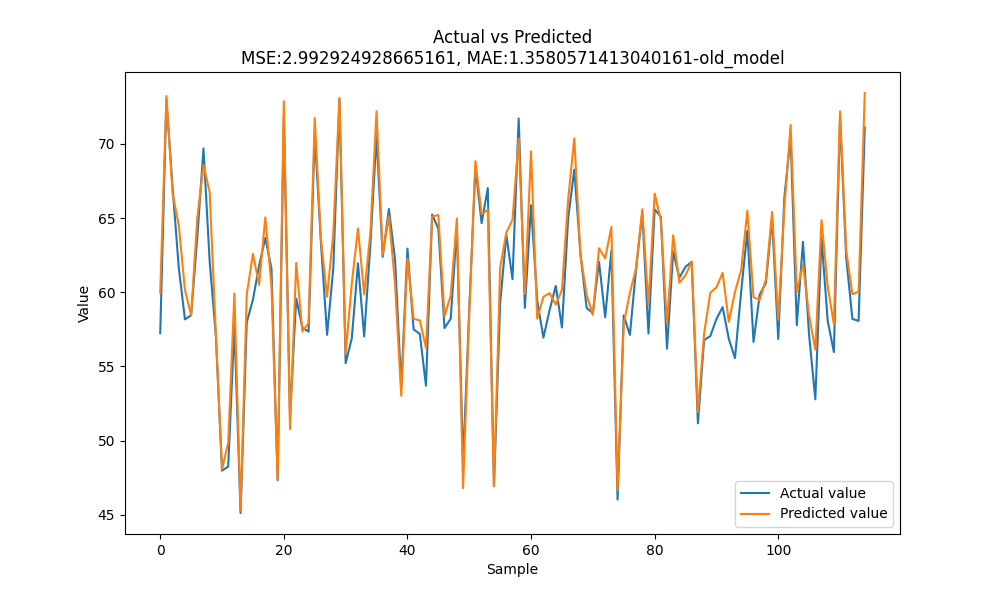 Actual vs Predicted
MSE:2.992924928665161, MAE:1.3580571413040161-old_model
Value
70
65
60
55
50
45
Actual value
Predicted value
0 20 40 60 80 100
Sample